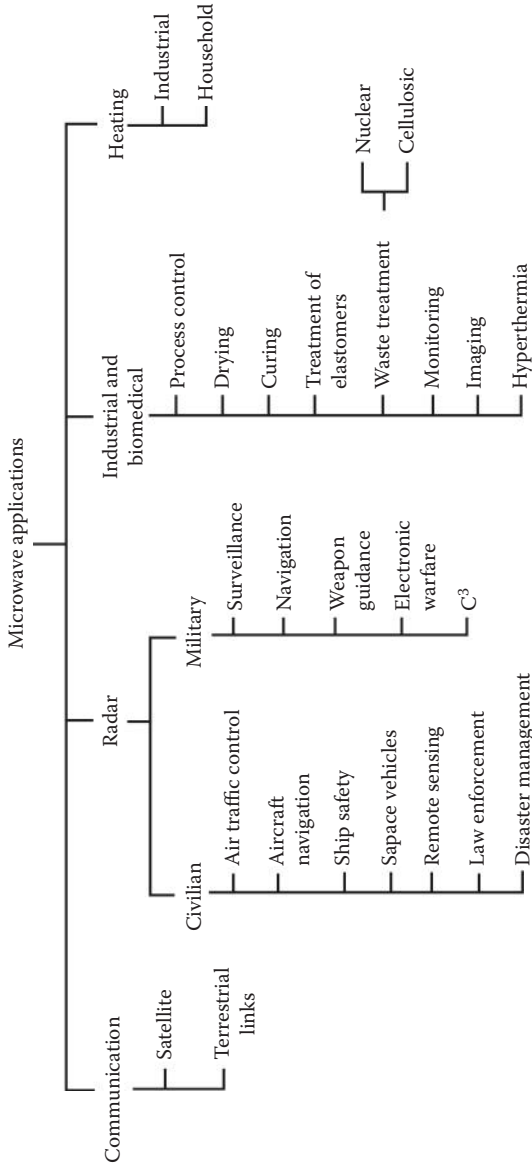 Microwave applications
Communication
Satellite
Terrestrial
links
Radar
Civilian
Air traffic control
Aircraft
navigation
Ship safety
Sapace vehicles
Remote sensing
Law enforcement
Disaster management
Military
Surveillance
Navigation
Weapon
guidance
Electronic
warfare
C³
Industrial and
biomedical
Process control
Drying
Curing
Treatment of
elastomers
Waste treatment
Nuclear
Cellulosic
Monitoring
Imaging
Hyperthermia
Heating
Industrial
Household